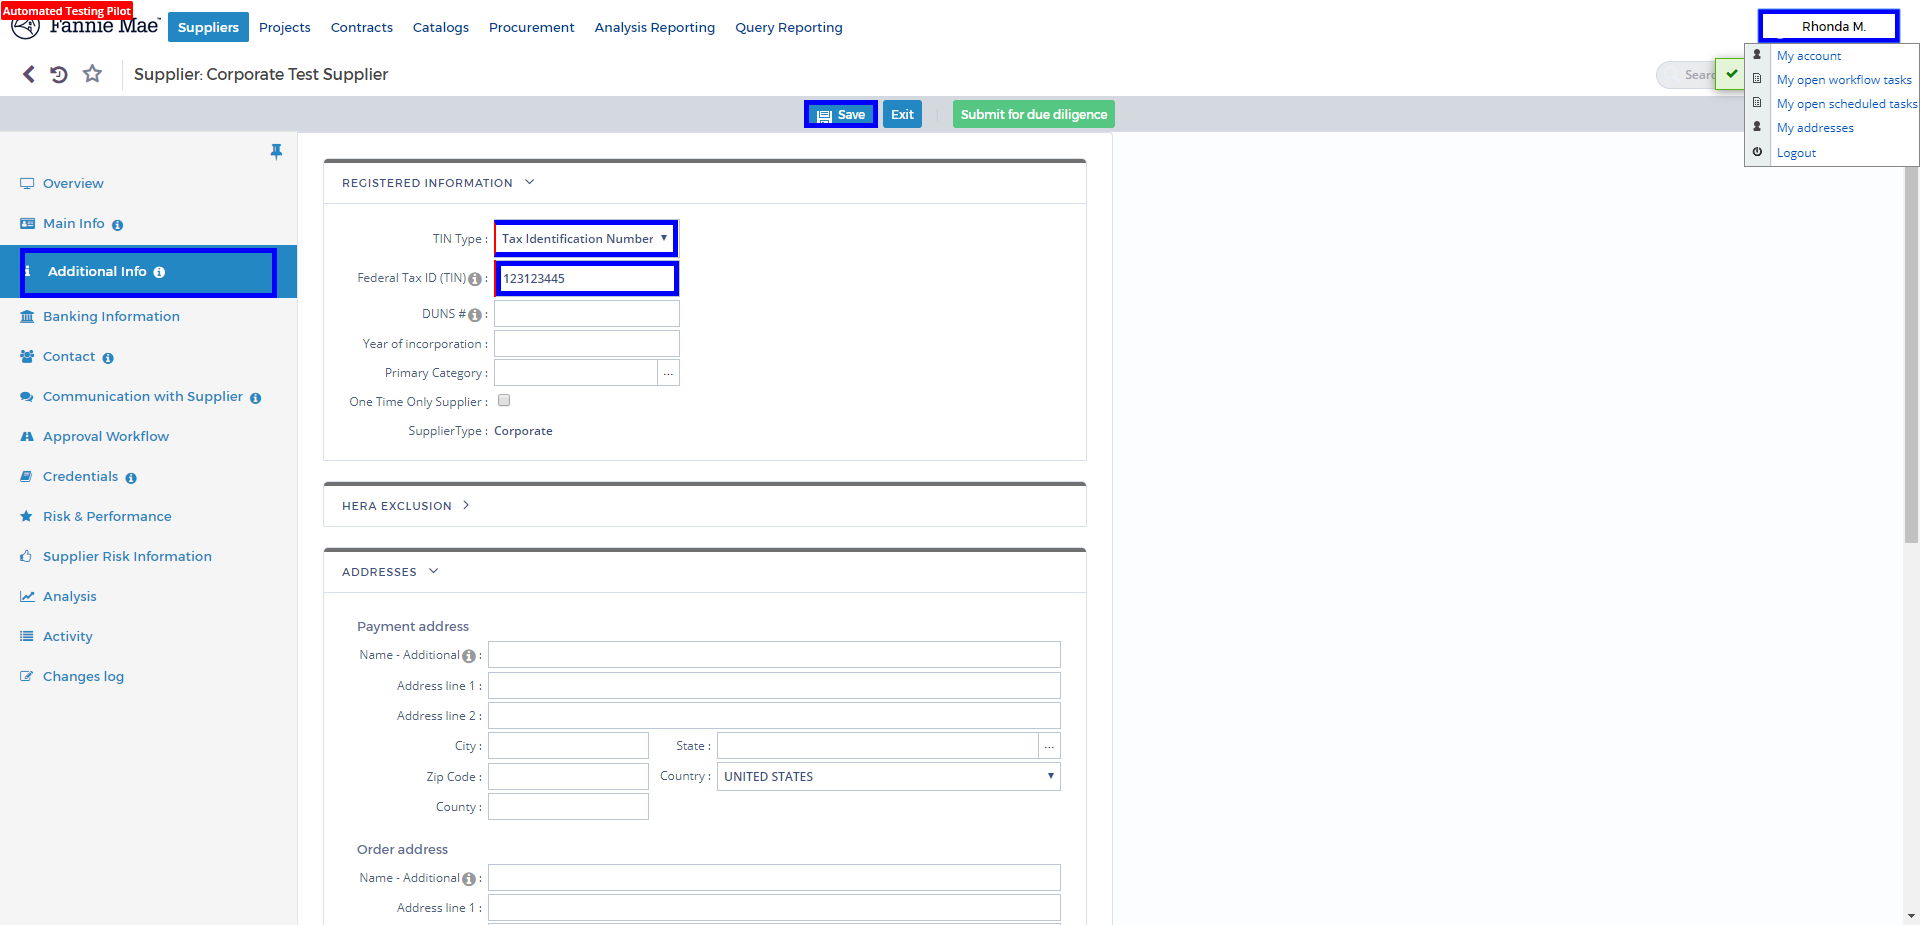 Automated Testing Pilot
Fannie Mae
Suppliers
Projects
Contracts
Catalogs
Procurement
Analysis Reporting
Query Reporting
Rhonda M.
My account
My open workflow tasks
My open scheduled tasks
My addresses
Logout
Supplier: Corporate Test Supplier
Save
Exit
Submit for due diligence
Overview
Main Info
Additional Info
Banking Information
Contact
Communication with Supplier
Approval Workflow
Credentials
Risk & Performance
Supplier Risk Information
Analysis
Activity
Changes log
REGISTERED INFORMATION
TIN Type : Tax Identification Number
Federal Tax ID (TIN) : 123123445
DUNS # :
Year of incorporation :
Primary Category : ...
One Time Only Supplier :
SupplierType : Corporate
HERA EXCLUSION
ADDRESSES
Payment address
Name - Additional :
Address line 1 :
Address line 2 :
City : State : ...
Zip Code : Country : UNITED STATES
County :
Order address
Name - Additional :
Address line 1 :